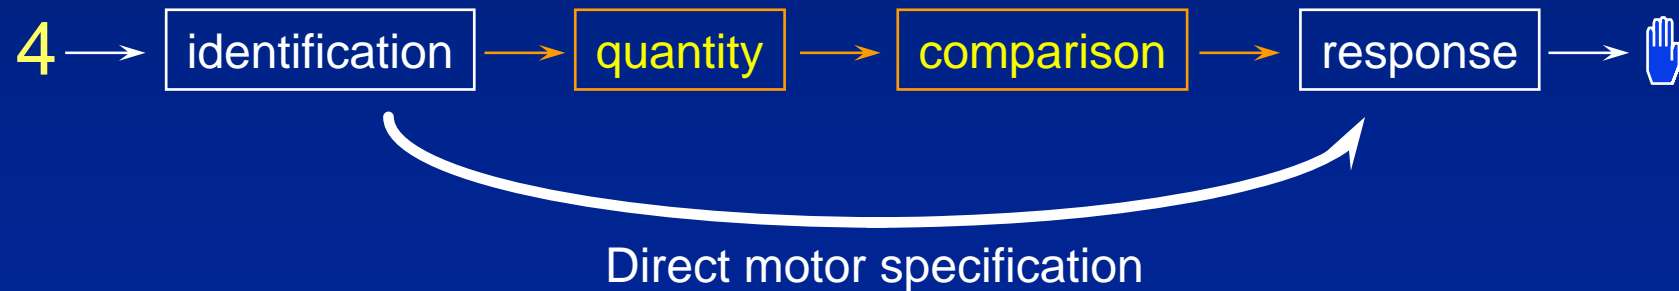 4 identification quantity comparison response
Direct motor specification